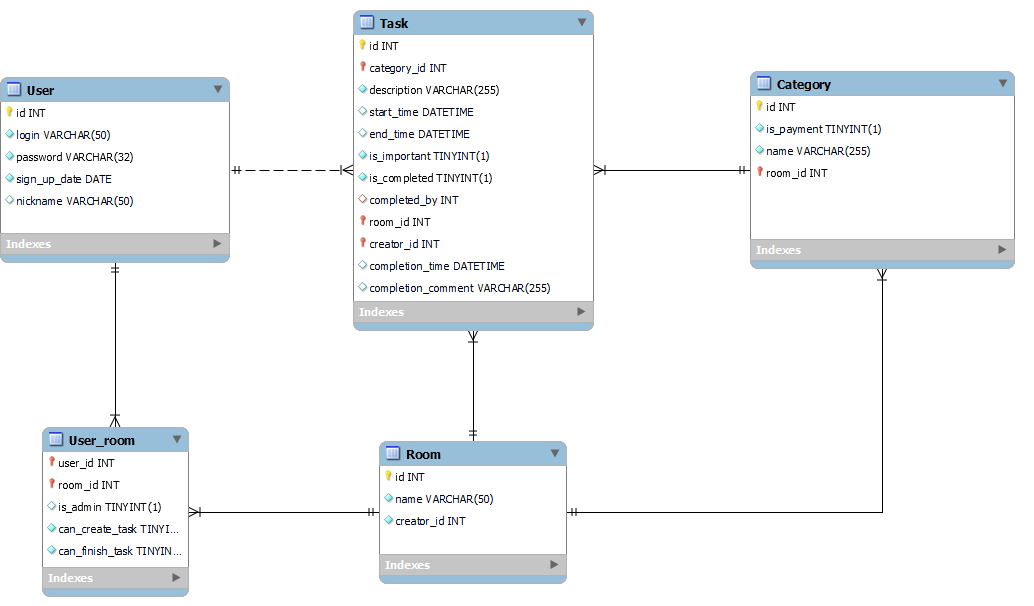 Task
id INT
category_id INT
description VARCHAR(255)
start_time DATETIME
end_time DATETIME
is_important TINYINT(1)
is_completed TINYINT(1)
completed_by INT
room_id INT
creator_id INT
completion_time DATETIME
completion_comment VARCHAR(255)
Indexes
User
id INT
login VARCHAR(50)
password VARCHAR(32)
sign_up_date DATE
nickname VARCHAR(50)
Indexes
Category
id INT
is_payment TINYINT(1)
name VARCHAR(255)
room_id INT
Indexes
User_room
user_id INT
room_id INT
is_admin TINYINT(1)
can_create_task TINYI...
can_finish_task TINYIN...
Indexes
Room
id INT
name VARCHAR(50)
creator_id INT
Indexes